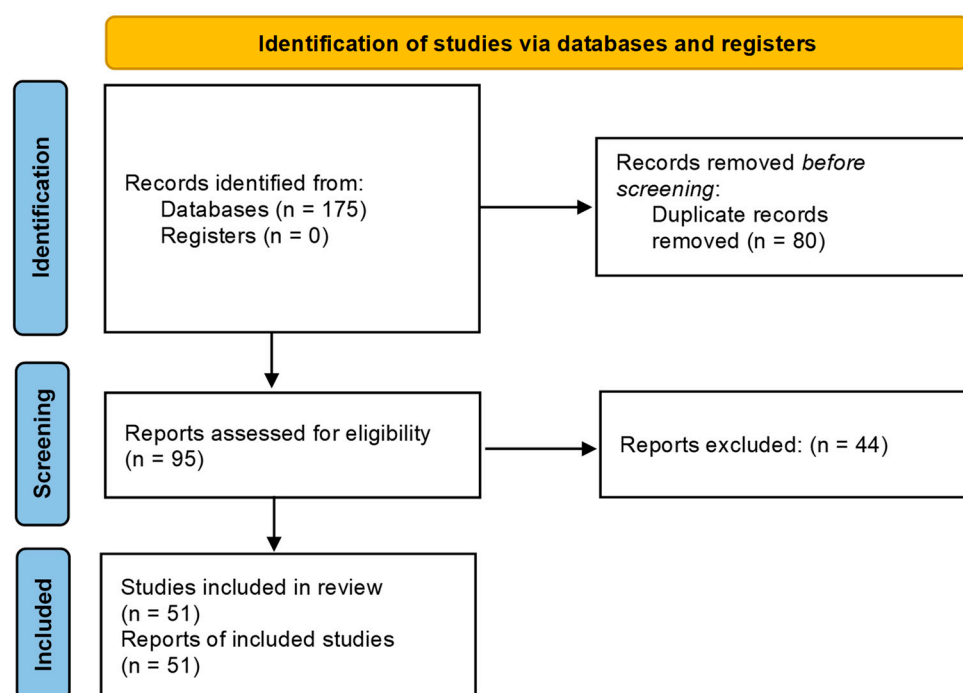 Identification of studies via databases and registers
Identification
Records identified from:
Databases (n = 175)
Registers (n = 0)
Records removed before
screening:
Duplicate records
removed (n = 80)
Screening
Reports assessed for eligibility
(n = 95)
Reports excluded: (n = 44)
Included
Studies included in review
(n = 51)
Reports of included studies
(n = 51)